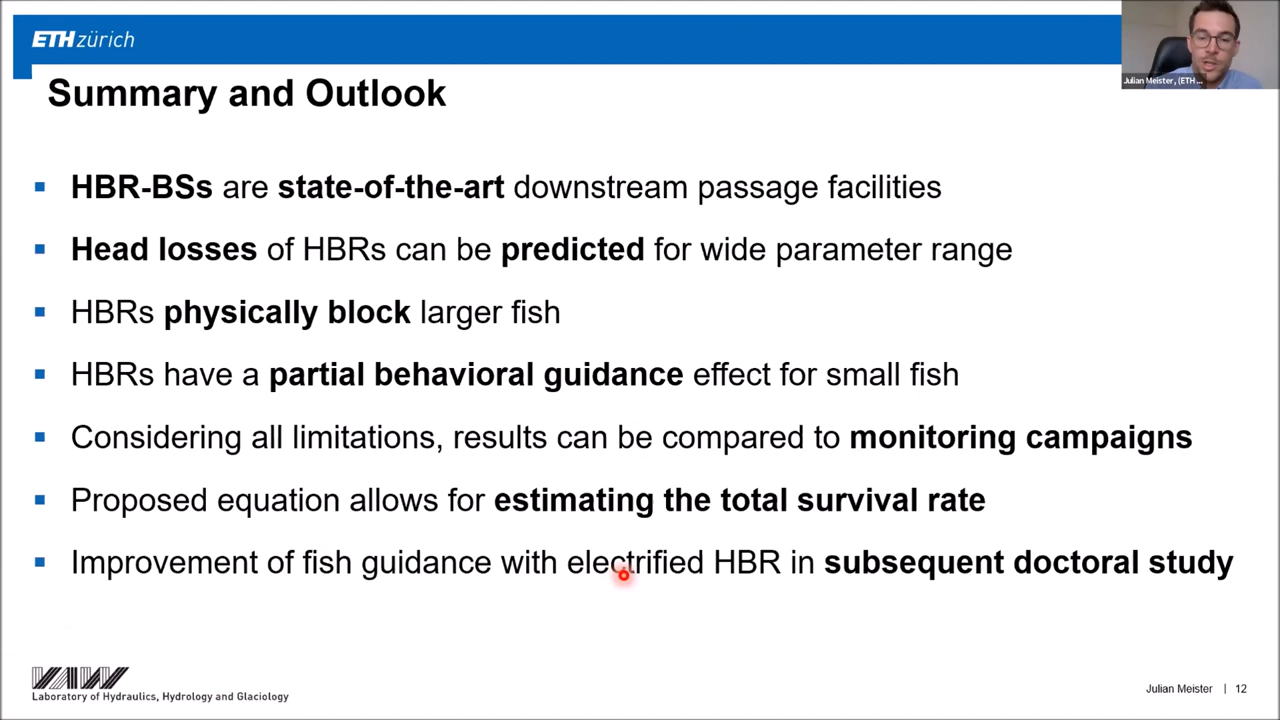 ETH zürich
Julian Meister, (ETH ...
Summary and Outlook
HBR-BSs are state-of-the-art downstream passage facilities
Head losses of HBRs can be predicted for wide parameter range
HBRs physically block larger fish
HBRs have a partial behavioral guidance effect for small fish
Considering all limitations, results can be compared to monitoring campaigns
Proposed equation allows for estimating the total survival rate
Improvement of fish guidance with electrified HBR in subsequent doctoral study
VAW
Laboratory of Hydraulics, Hydrology and Glaciology
Julian Meister | 12